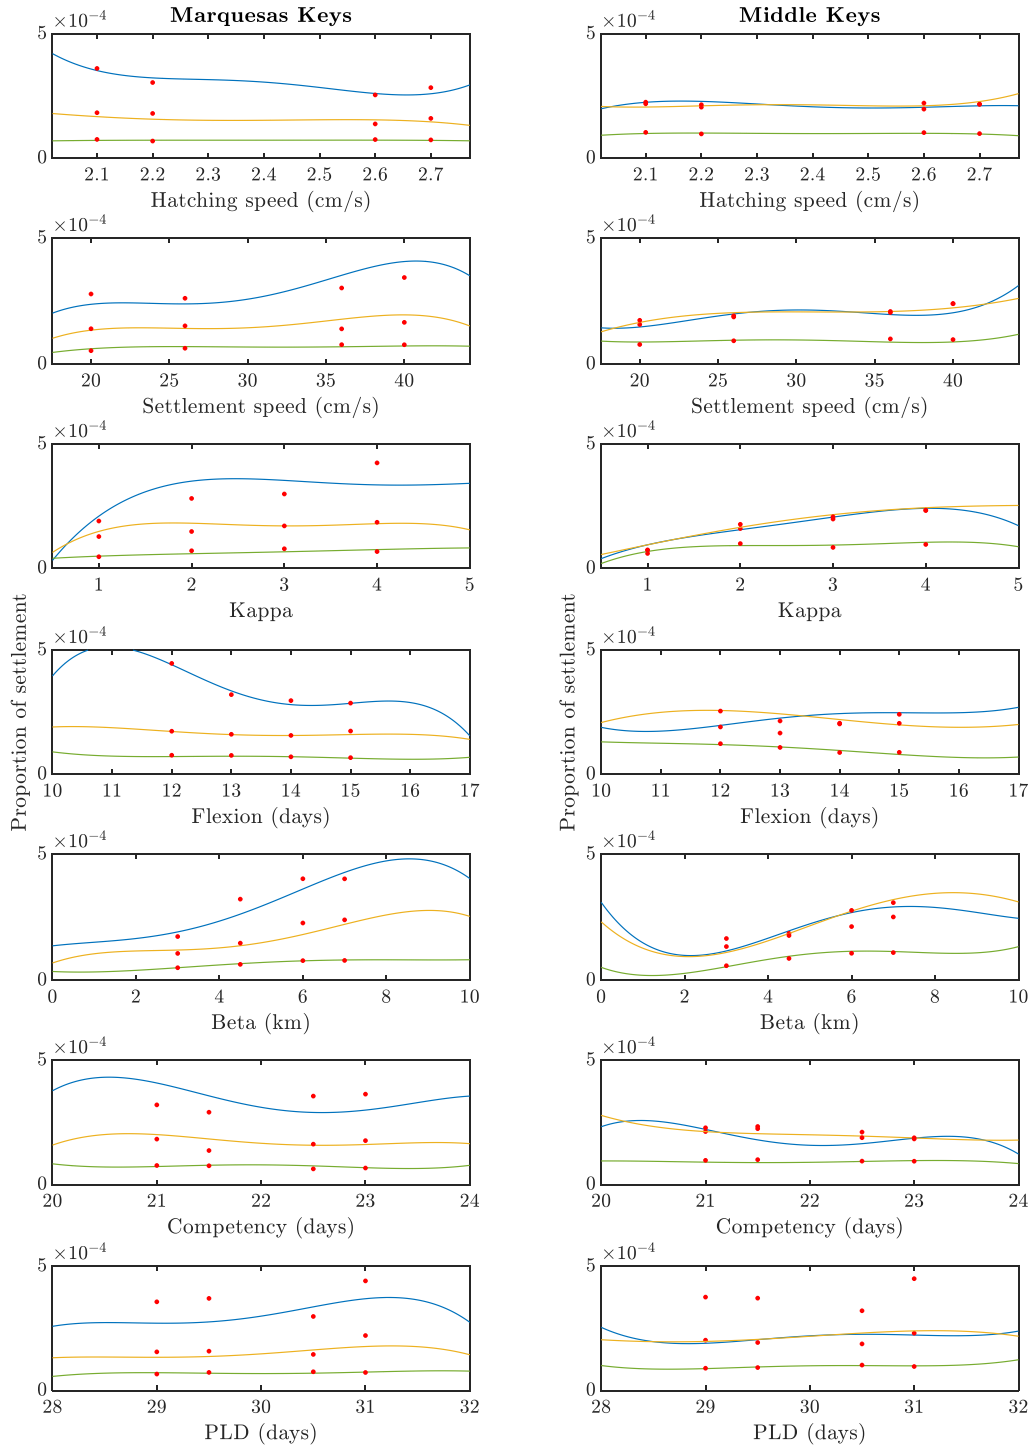 Marquesas Keys
×10⁻⁴
5
0
2.1 2.2 2.3 2.4 2.5 2.6 2.7
Hatching speed (cm/s)
Middle Keys
×10⁻⁴
5
0
2.1 2.2 2.3 2.4 2.5 2.6 2.7
Hatching speed (cm/s)
×10⁻⁴
5
0
20 25 30 35 40
Settlement speed (cm/s)
×10⁻⁴
5
0
20 25 30 35 40
Settlement speed (cm/s)
×10⁻⁴
5
0
1 2 3 4 5
Kappa
×10⁻⁴
5
0
1 2 3 4 5
Kappa
Proportion of settlement
×10⁻⁴
5
0
10 11 12 13 14 15 16 17
Flexion (days)
Proportion of settlement
×10⁻⁴
5
0
10 11 12 13 14 15 16 17
Flexion (days)
×10⁻⁴
5
0
0 2 4 6 8 10
Beta (km)
×10⁻⁴
5
0
0 2 4 6 8 10
Beta (km)
×10⁻⁴
5
0
20 21 22 23 24
Competency (days)
×10⁻⁴
5
0
20 21 22 23 24
Competency (days)
×10⁻⁴
5
0
28 29 30 31 32
PLD (days)
×10⁻⁴
5
0
28 29 30 31 32
PLD (days)